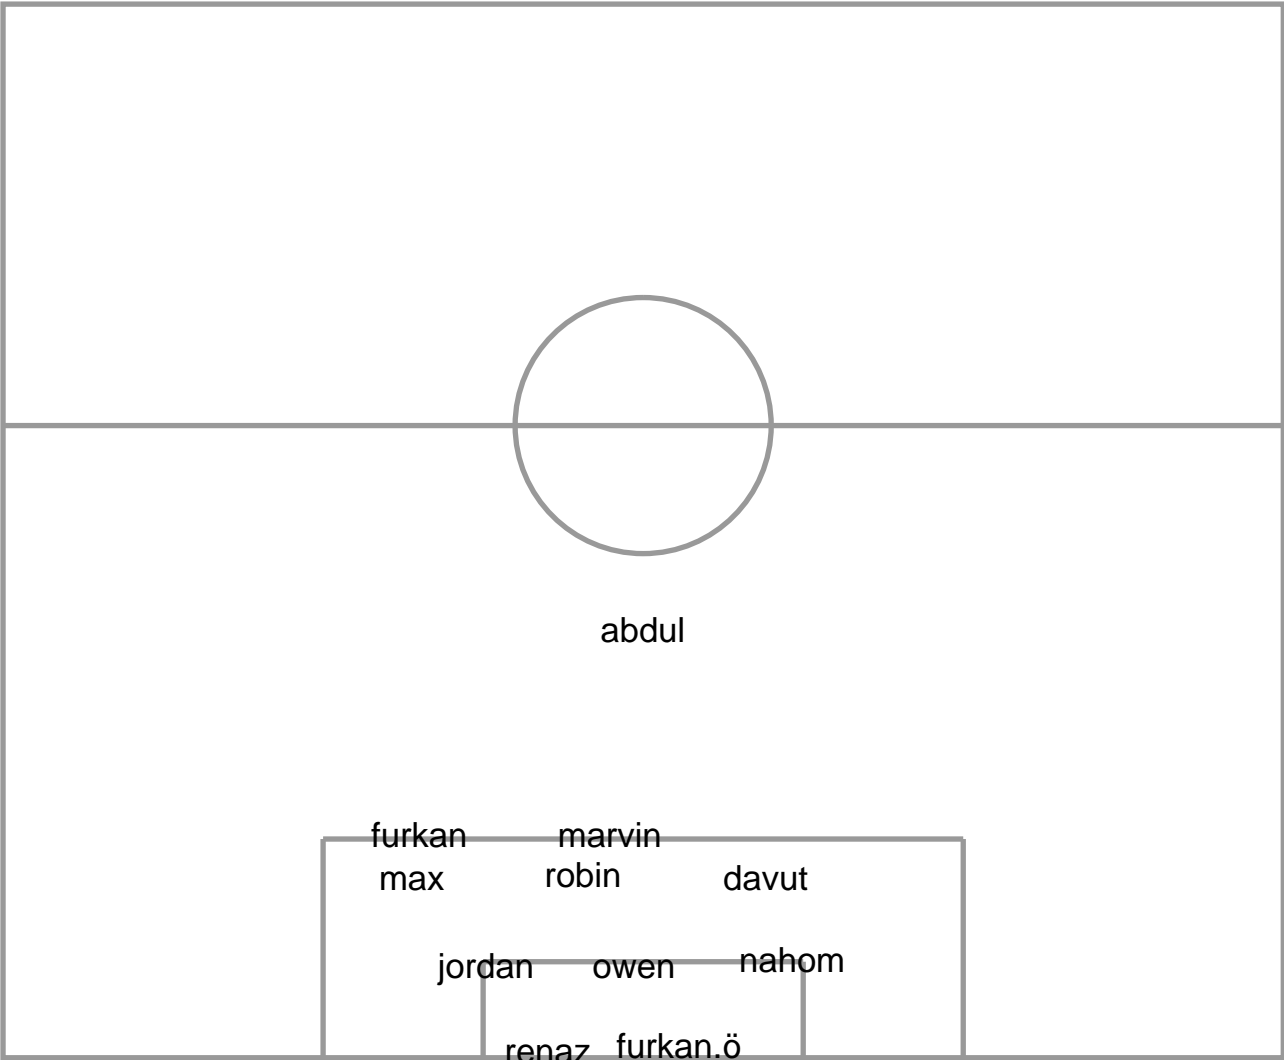 abdul
furkan marvin
max robin davut
jordan owen nahom
renaz furkan.ö